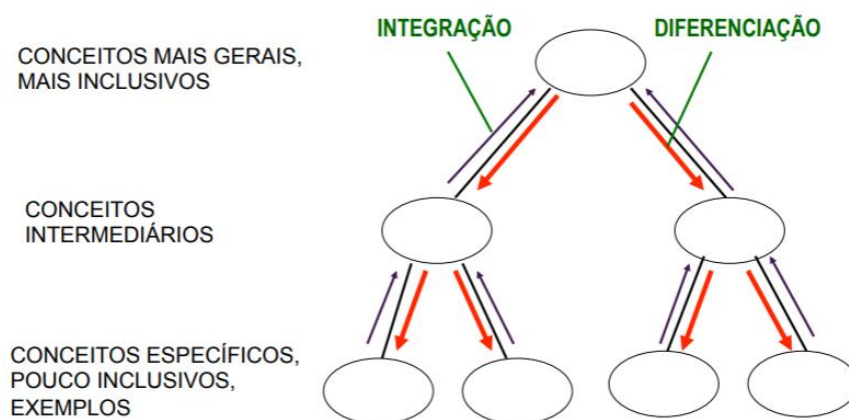 INTEGRAÇÃO
DIFERENCIAÇÃO
CONCEITOS MAIS GERAIS,
MAIS INCLUSIVOS
CONCEITOS
INTERMEDIÁRIOS
CONCEITOS ESPECÍFICOS,
POUCO INCLUSIVOS,
EXEMPLOS